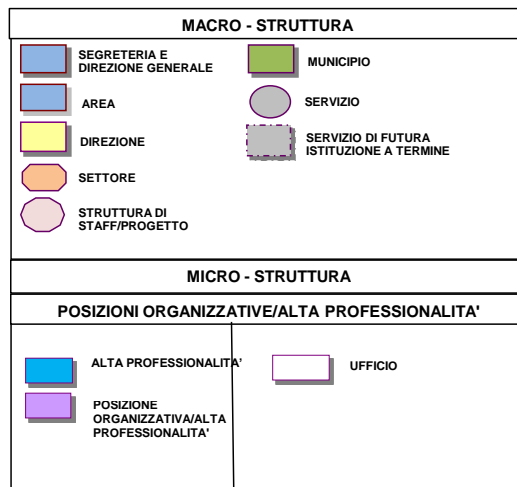 MACRO - STRUTTURA
SEGRETERIA E
DIREZIONE GENERALE
AREA
DIREZIONE
SETTORE
STRUTTURA DI
STAFF/PROGETTO
MUNICIPIO
SERVIZIO
SERVIZIO DI FUTURA
ISTITUZIONE A TERMINE
MICRO - STRUTTURA
POSIZIONI ORGANIZZATIVE/ALTA PROFESSIONALITA'
ALTA PROFESSIONALITA'
POSIZIONE
ORGANIZZATIVA/ALTA
PROFESSIONALITA'
UFFICIO